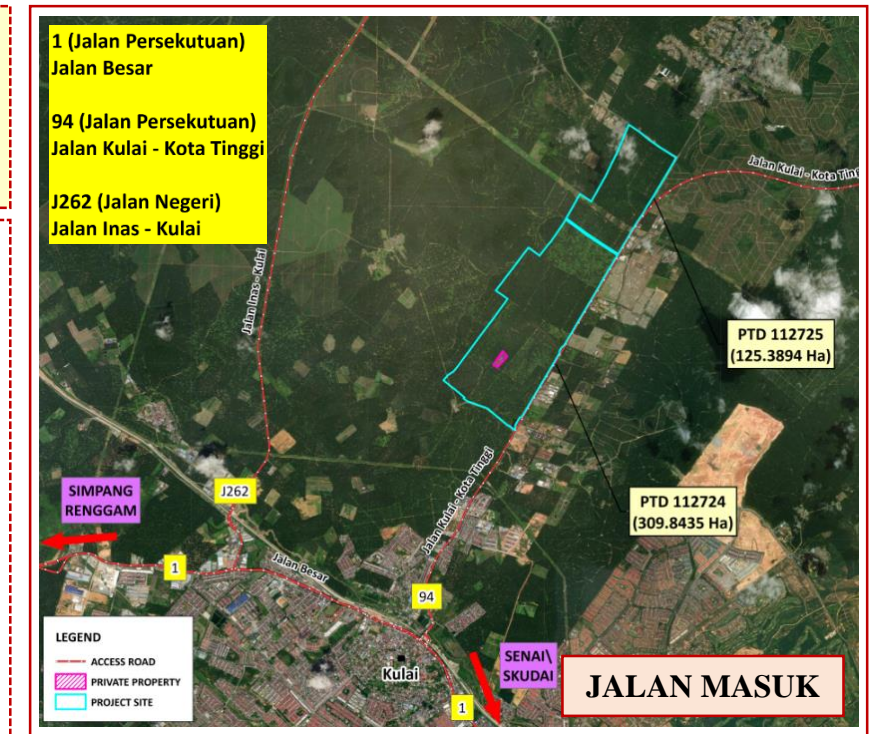 1 (Jalan Persekutuan)
Jalan Besar
94 (Jalan Persekutuan)
Jalan Kulai - Kota Tinggi
J262 (Jalan Negeri)
Jalan Inas - Kulai
Jalan Kulai - Kota Ting
Jalan Inas - Kulai
PTD 112725
(125.3894 Ha)
PTD 112724
(309.8435 Ha)
Jalan Kulai - Kota Tinggi
SIMPANG
RENGGAM
J262
1
Jalan Besar
94
LEGEND
ACCESS ROAD
PRIVATE PROPERTY
PROJECT SITE
Kulai
SENAI\
SKUDAI
1
JALAN MASUK